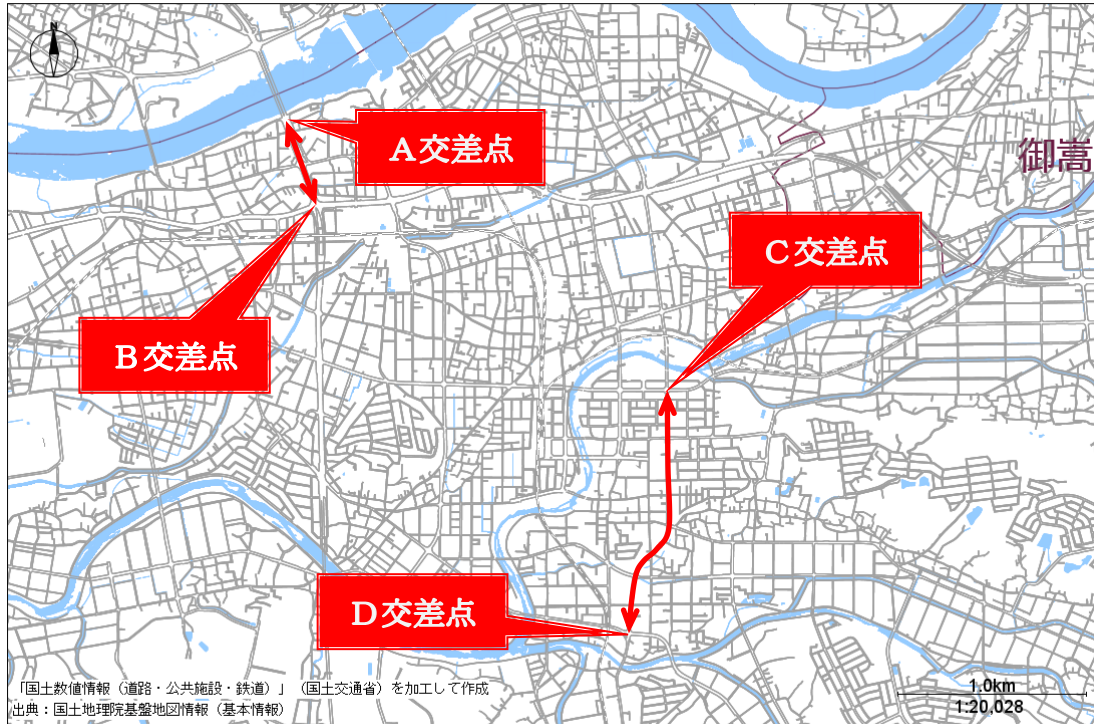 N
A交差点
御嵩
C交差点
B交差点
D交差点
「国土数値情報（道路・公共施設・鉄道）」（国土交通省）を加工して作成
出典：国土地理院基盤地図情報（基本情報）
1.0km
1:20,028